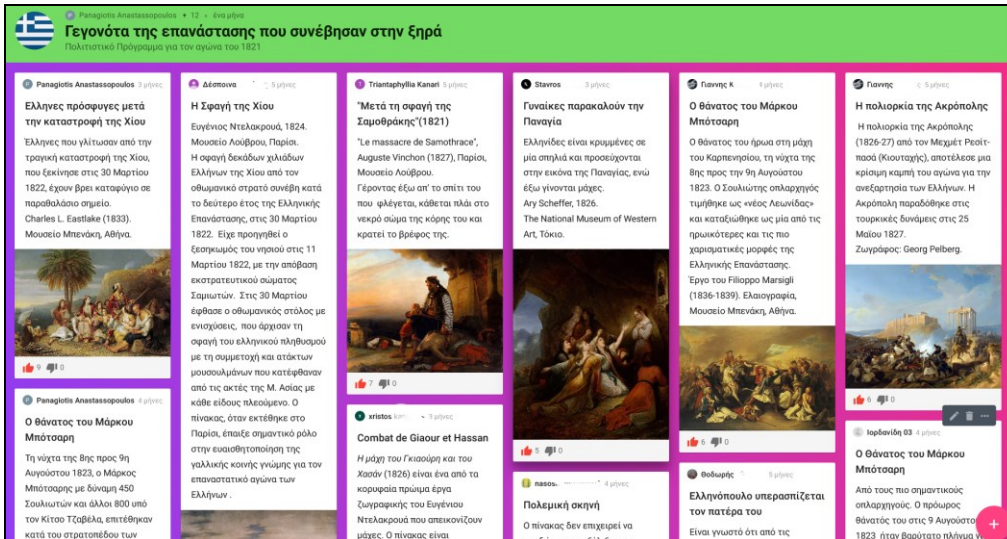 Panagiotis Anastassopoulos + 12 • ένα μήνα
Γεγονότα της επανάστασης που συνέβησαν στην ξηρά
Πολιτιστικό Πρόγραμμα για τον αγώνα του 1821
Panagiotis Anastassopoulos 3 μήνες
Ελληνες πρόσφυγες μετά
την καταστροφή της Χίου
Έλληνες που γλίτωσαν από την
τραγική καταστροφή της Χίου,
που ξεκίνησε στις 30 Μαρτίου
1822, έχουν βρει καταφύγιο σε
παραθαλάσιο σημείο.
Charles L. Eastlake (1833).
Μουσείο Μπενάκη, Αθήνα.
9 0
Panagiotis Anastassopoulos 4 μήνες
Ο θάνατος του Μάρκου
Μπότσαρη
Τη νύχτα της 8ης προς 9η
Αυγούστου 1823, ο Μάρκος
Μπότσαρης με δύναμη 450
Σουλιωτών και άλλοι 800 υπό
τον Κίτσο Τζαβέλα, επιτέθηκαν
κατά του στρατοπέδου των
Δέσποινα 5 μήνες
Η Σφαγή της Χίου
Ευγένιος Ντελακρουά, 1824.
Μουσείο Λούβρου, Παρίσι.
Η σφαγή δεκάδων χιλιάδων
Ελλήνων της Χίου από τον
οθωμανικό στρατό συνέβη κατά
το δεύτερο έτος της Ελληνικής
Επανάστασης, στις 30 Μαρτίου
1822. Είχε προηγηθεί ο
ξεσηκωμός του νησιού στις 11
Μαρτίου 1822, με την απόβαση
εκστρατευτικού σώματος
Σαμιωτών. Στις 30 Μαρτίου
έφθασε ο οθωμανικός στόλος με
ενισχύσεις, που άρχισαν τη
σφαγή του ελληνικού πληθυσμού
με τη συμμετοχή και ατάκτων
μουσουλμάνων που κατέφθαναν
από τις ακτές της Μ. Ασίας με
κάθε είδους πλεούμενο. Ο
πίνακας, όταν εκτέθηκε στο
Παρίσι, έπαιξε σημαντικό ρόλο
στην ευαισθητοποίηση της
γαλλικής κοινής γνώμης για τον
επαναστατικό αγώνα των
Ελλήνων .
Triantaphyllia Kanari 5 μήνες
"Μετά τη σφαγή της
Σαμοθράκης"(1821)
"Le massacre de Samothrace",
Auguste Vinchon (1827), Παρίσι,
Μουσείο Λούβρου.
Γέροντας έξω απ' το σπίτι του
που φλέγεται, κάθεται πλάι στο
νεκρό σώμα της κόρης του και
κρατεί το βρέφος της.
7 0
xristos 3 μήνες
Combat de Giaour et Hassan
Η μάχη του Γκιαούρη και του
Χασάν (1826) είναι ένα από τα
κορυφαία πρώιμα έργα
ζωγραφικής του Ευγένιου
Ντελακρουά που απεικονίζουν
μάχες. Ο πίνακας είναι
Stavros 3 μήνες
Γυναίκες παρακαλούν την
Παναγία
Ελληνίδες είναι κρυμμένες σε
μία σπηλιά και προσεύχονται
στην εικόνα της Παναγίας, ενώ
έξω γίνονται μάχες.
Ary Scheffer, 1826.
The National Museum of Western
Art, Τόκιο.
5 0
nasos. 4 μήνες
Πολεμική σκηνή
Ο πίνακας δεν επιχειρεί να
Γιαννης Κ 4 μήνες
Ο θάνατος του Μάρκου
Μπότσαρη
Ο θάνατος του ήρωα στη μάχη
του Καρπενησίου, τη νύχτα της
8ης προς την 9η Αυγούστου
1823. Ο Σουλιώτης οπλαρχηγός
τιμήθηκε ως «νέος Λεωνίδας»
και καταξιώθηκε ως μία από τις
ηρωικότερες και τις πιο
χαρισματικές μορφές της
Ελληνικής Επανάστασης.
Έργο του Filippo Marsigli
(1836-1839). Ελαιογραφία,
Μουσείο Μπενάκη, Αθήνα.
6 0
Θοδωρής 5 μήνες
Ελληνόπουλο υπερασπίζεται
τον πατέρα του
Είναι γνωστό ότι από τις
Γιαννης 5 μήνες
Η πολιορκία της Ακρόπολης
Η πολιορκία της Ακρόπολης
(1826-27) από τον Μεχμέτ Ρεσίτ-
πασά (Κιουταχής), αποτέλεσε μια
κρίσιμη καμπή του αγώνα για την
ανεξαρτησία των Ελλήνων. Η
Ακρόπολη παραδόθηκε στις
τουρκικές δυνάμεις στις 25
Μαΐου 1827.
Ζωγράφος: Georg Pelberg.
6 0
Ιορδανίδη 03 4 μήνες
Ο Θάνατος του Μάρκου
Μπότσαρη
Από τους πιο σημαντικούς
οπλαρχηγούς. Ο πρόωρος
θάνατός του στις 9 Αυγούστο
1823 ήταν βαρύτατο πλήγμα